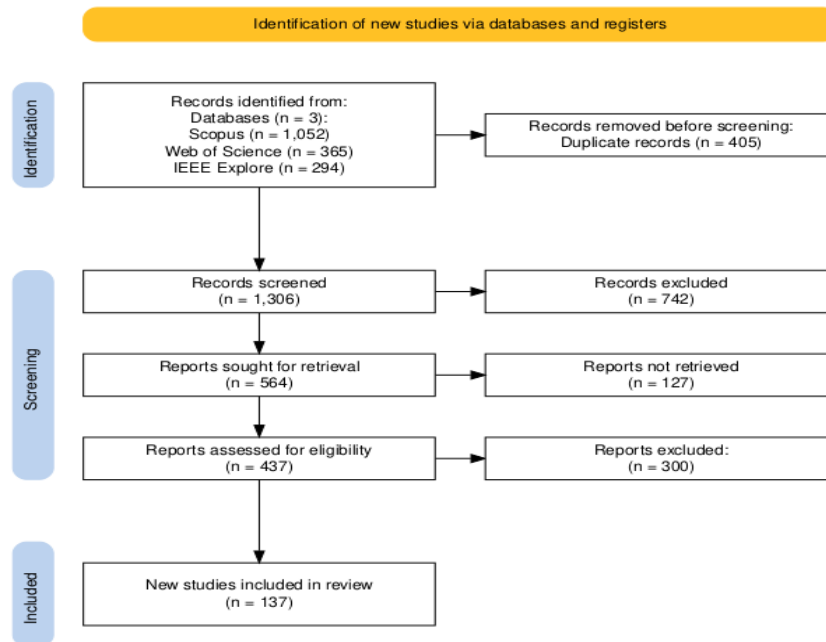 Identification of new studies via databases and registers
Identification
Records identified from:
Databases (n = 3):
Scopus (n = 1,052)
Web of Science (n = 365)
IEEE Explore (n = 294)
Records removed before screening:
Duplicate records (n = 405)
Screening
Records screened
(n = 1,306)
Records excluded
(n = 742)
Reports sought for retrieval
(n = 564)
Reports not retrieved
(n = 127)
Reports assessed for eligibility
(n = 437)
Reports excluded:
(n = 300)
Included
New studies included in review
(n = 137)